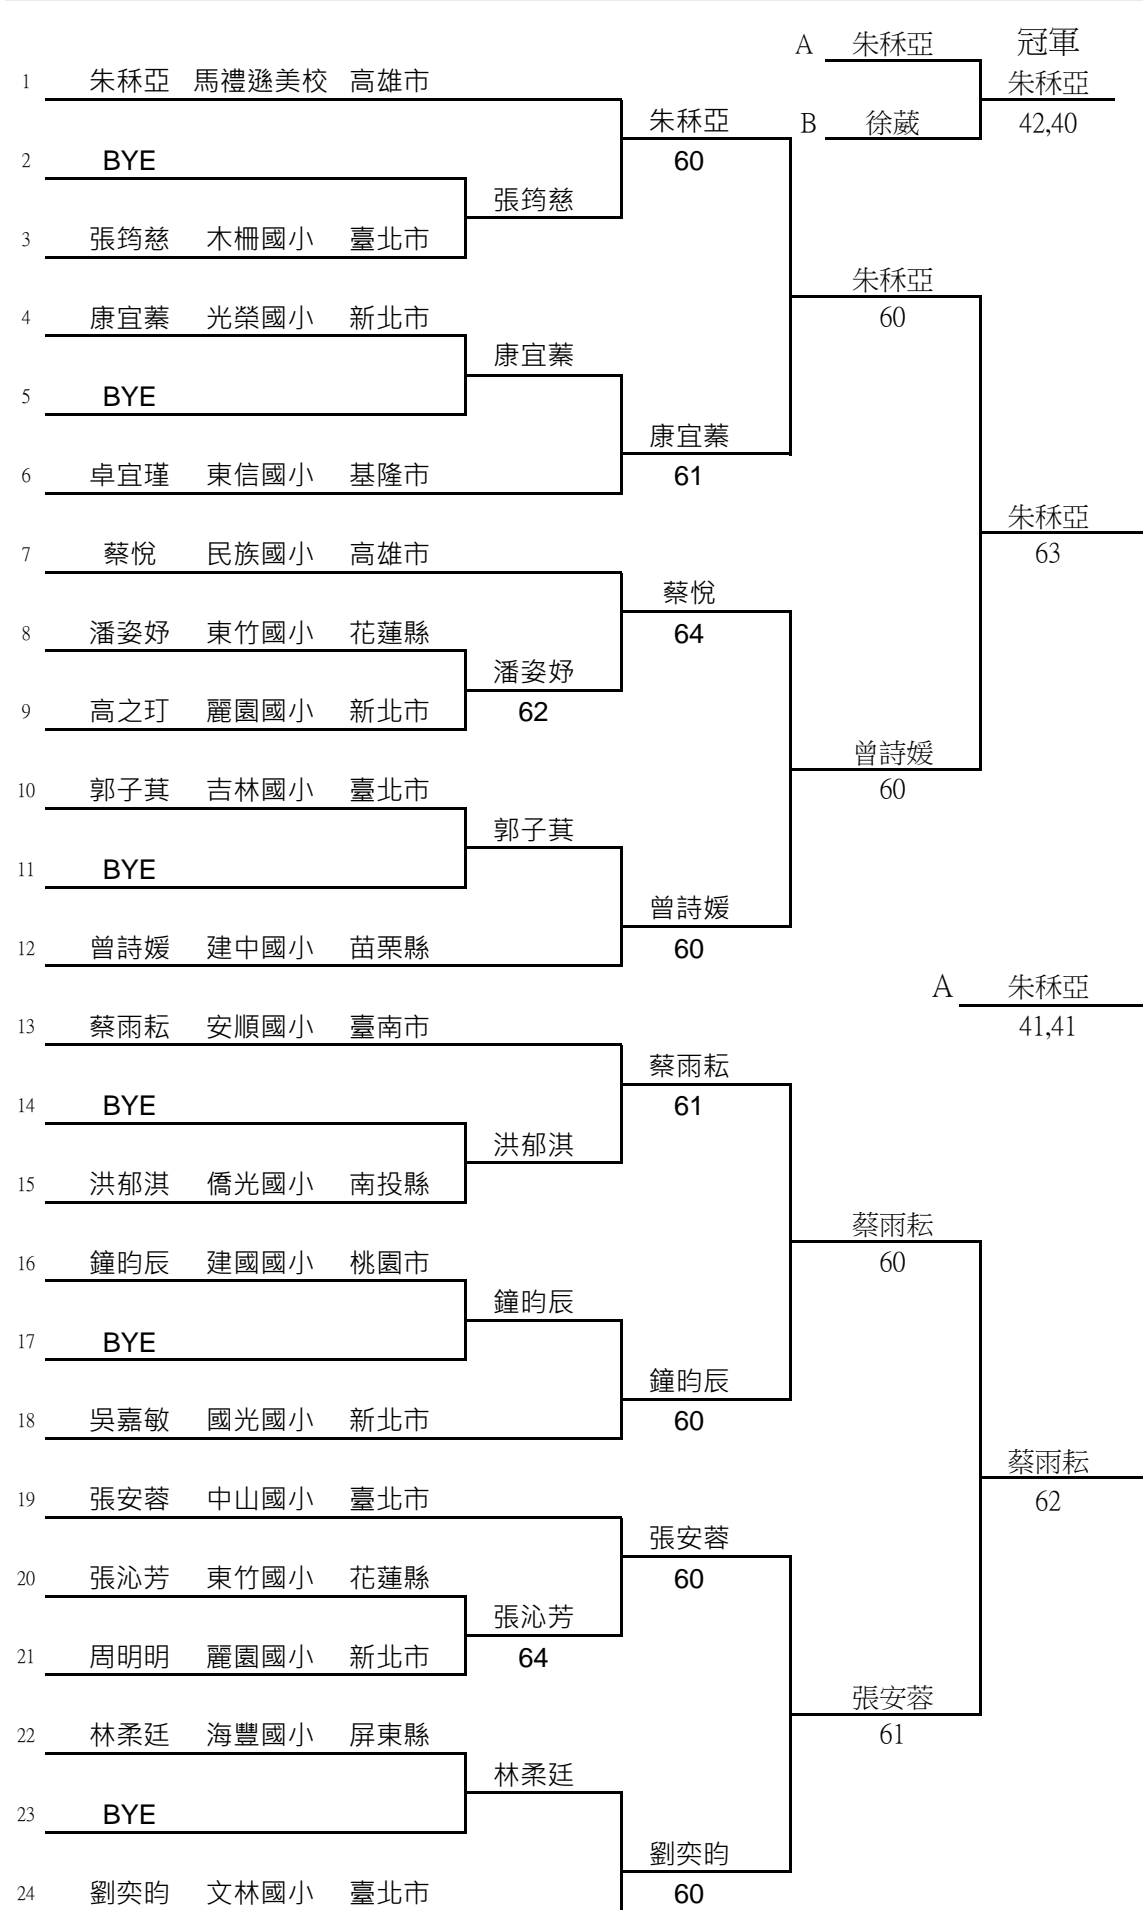 A 朱秝亞 冠軍
1 朱秝亞 馬禮遜美校 高雄市 朱秝亞
朱秝亞 B 徐葳 42,40
2 BYE 60
張筠慈
3 張筠慈 木柵國小 臺北市
朱秝亞
4 康宜蓁 光榮國小 新北市 60
康宜蓁
5 BYE
康宜蓁
6 卓宜瑾 東信國小 基隆市 61
朱秝亞
7 蔡悅 民族國小 高雄市 63
蔡悅
8 潘姿妤 東竹國小 花蓮縣 64
潘姿妤
9 高之玎 麗園國小 新北市 62
曾詩媛
10 郭子萁 吉林國小 臺北市 60
郭子萁
11 BYE
曾詩媛
12 曾詩媛 建中國小 苗栗縣 60
A 朱秝亞
13 蔡雨耘 安順國小 臺南市 41,41
蔡雨耘
14 BYE 61
洪郁淇
15 洪郁淇 僑光國小 南投縣
蔡雨耘
16 鐘昀辰 建國國小 桃園市 60
鐘昀辰
17 BYE
鐘昀辰
18 吳嘉敏 國光國小 新北市 60
蔡雨耘
19 張安蓉 中山國小 臺北市 62
張安蓉
20 張沁芳 東竹國小 花蓮縣 60
張沁芳
21 周明明 麗園國小 新北市 64
張安蓉
22 林柔廷 海豐國小 屏東縣 61
林柔廷
23 BYE
劉奕昀
24 劉奕昀 文林國小 臺北市 60